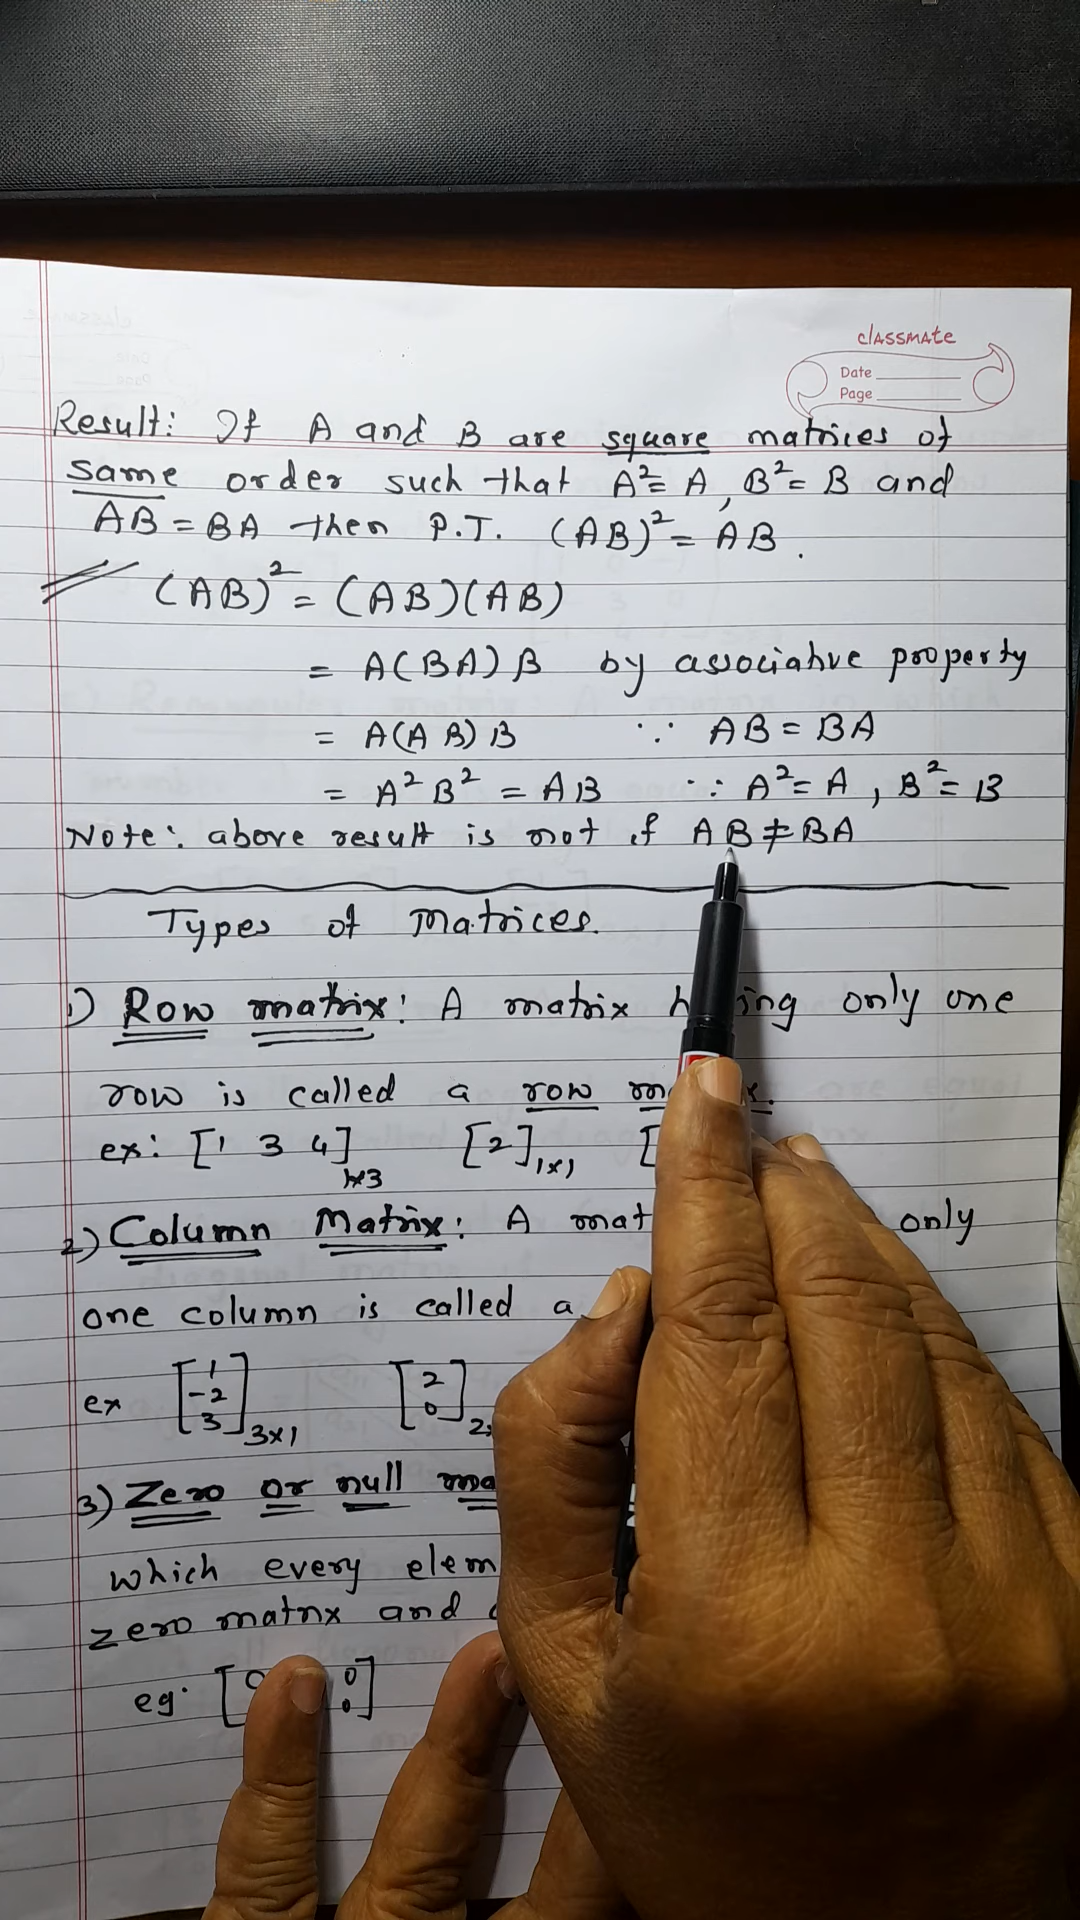 classmate
Date
Page
Result: If A and B are square matrices of
same order such that A²= A, B²= B and
AB = BA then P.T. (AB)² = AB.
(AB)² = (AB)(AB)
= A(BA)B by associative property
= A(AB)B ∵ AB = BA
= A² B² = AB ∵ A²= A, B²= B
Note: above result is not if AB ≠ BA
Types of Matrices.
1) Row matrix: A matrix only one
row is called a row
ex: [1 3 4]1×3 [2]1×1 [
2) Column Matrix: A only
one column is called a
ex [1 [2
-2 0]
3]3×1
3) Zero or null
which every
zero matrix and
eg. [ 0
0]